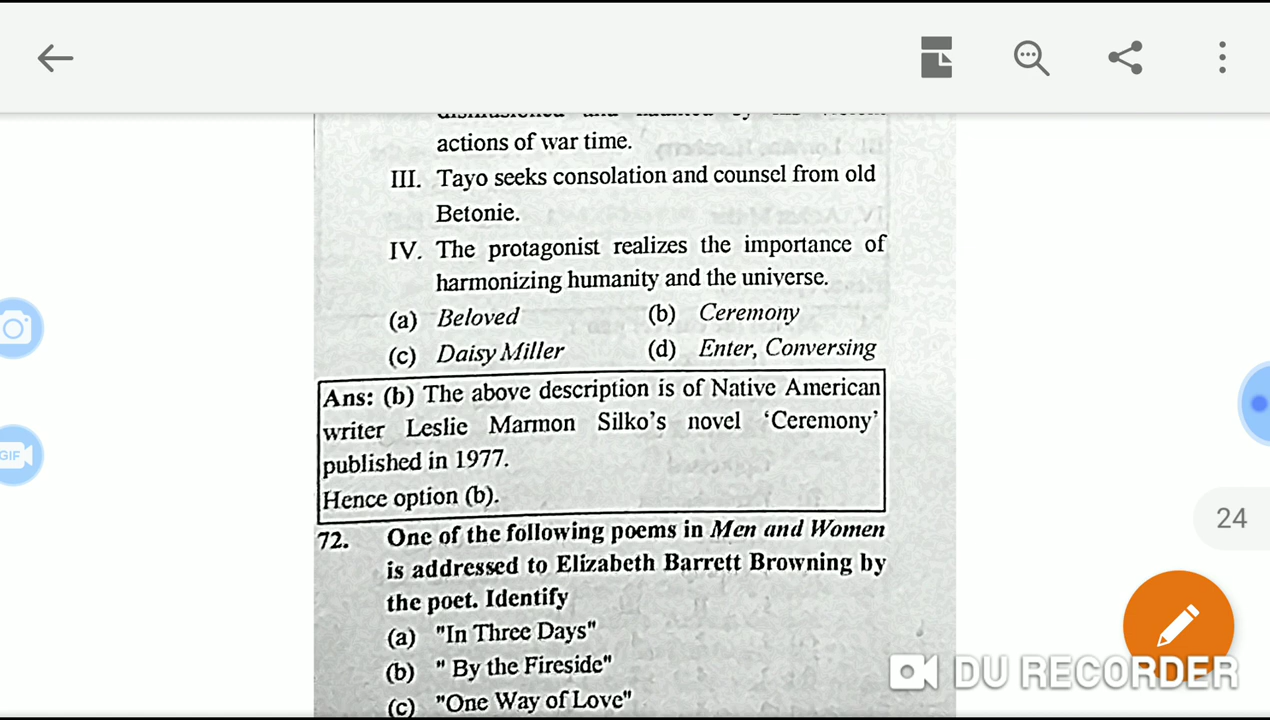 actions of war time.
III. Tayo seeks consolation and counsel from old
Betonie.
IV. The protagonist realizes the importance of
harmonizing humanity and the universe.
(a) Beloved (b) Ceremony
(c) Daisy Miller (d) Enter, Conversing
Ans: (b) The above description is of Native American
writer Leslie Marmon Silko's novel 'Ceremony'
published in 1977.
Hence option (b).
72. One of the following poems in Men and Women
is addressed to Elizabeth Barrett Browning by
the poet. Identify
(a) "In Three Days"
(b) " By the Fireside"
(c) "One Way of Love"
GIF
24
DU RECORDER